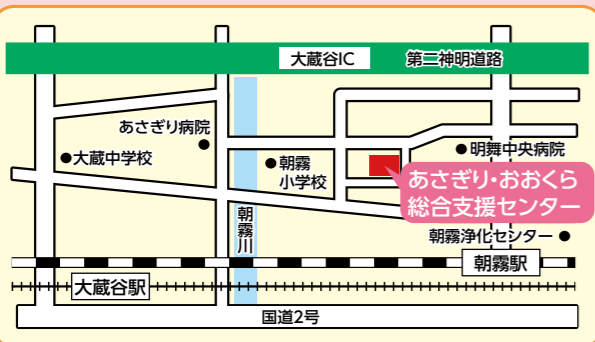 大蔵谷IC
第二神明道路
あさぎり病院
大蔵中学校
朝霧
小学校
明舞中央病院
あさぎり・おおくら
総合支援センター
朝霧川
朝霧浄化センター
朝霧駅
大蔵谷駅
国道2号